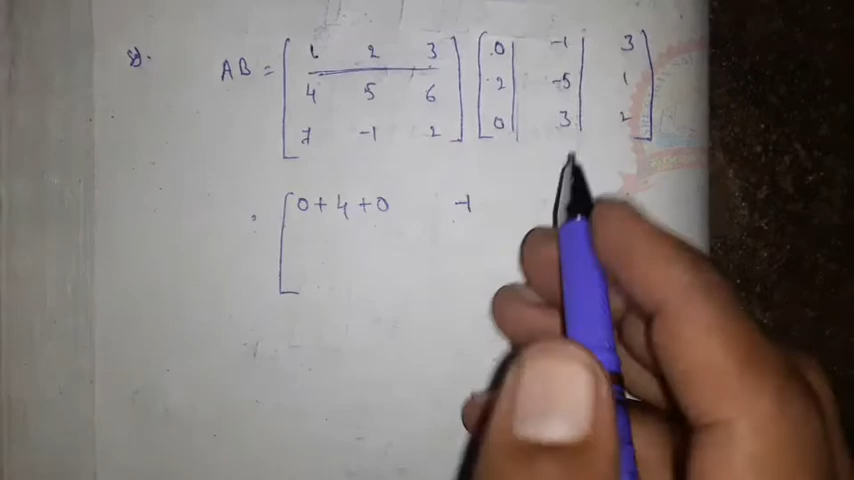 AB = [ 1 2 3 ] [ 0 -1 3 ]
4 5 6 2 -5 1
7 -1 2 0 3 2
= [ 0 + 4 + 0 -1